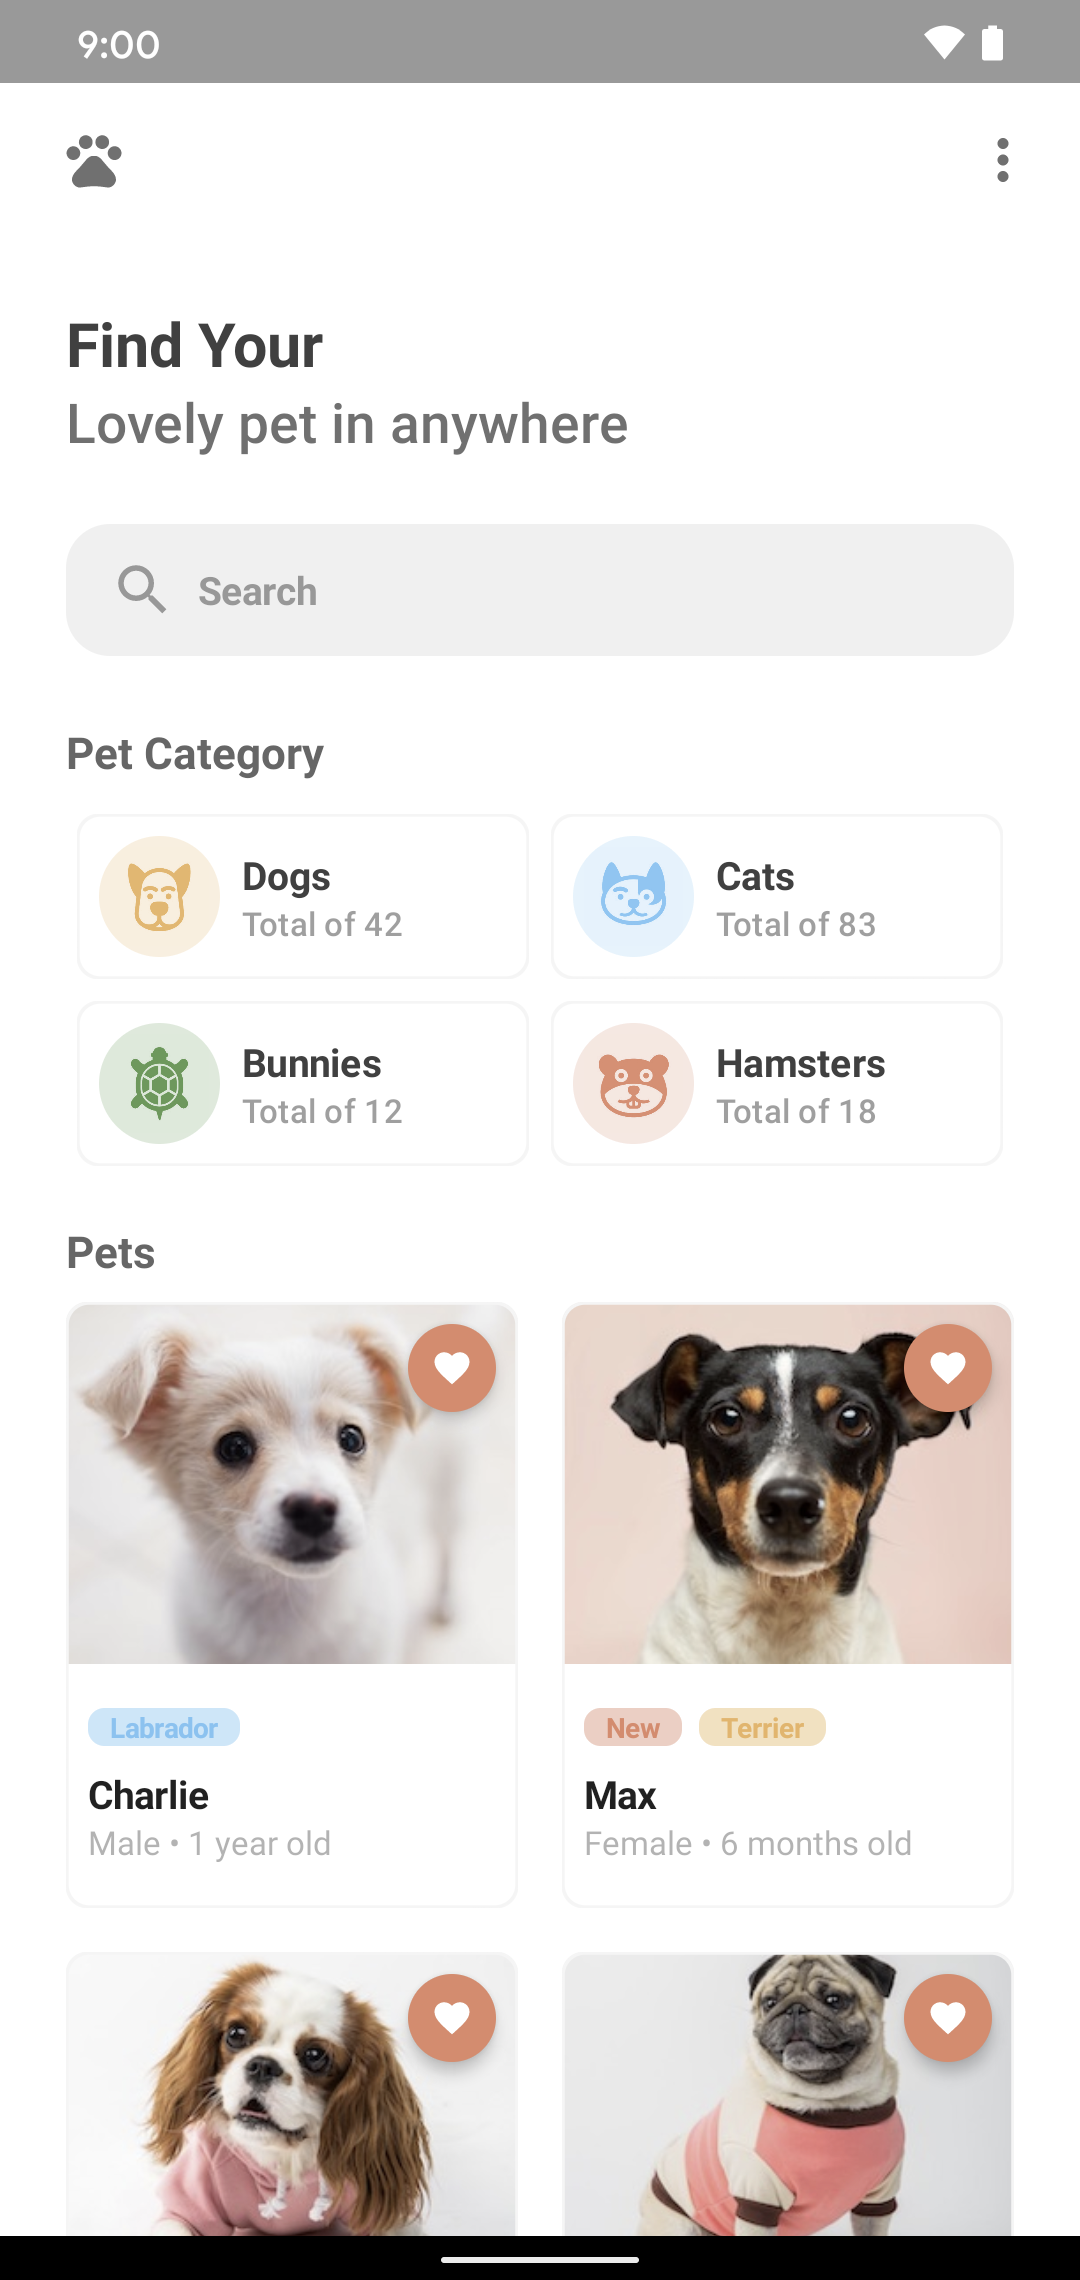 9:00
Find Your
Lovely pet in anywhere
Search
Pet Category
Dogs
Total of 42
Cats
Total of 83
Bunnies
Total of 12
Hamsters
Total of 18
Pets
Labrador
Charlie
Male • 1 year old
New Terrier
Max
Female • 6 months old